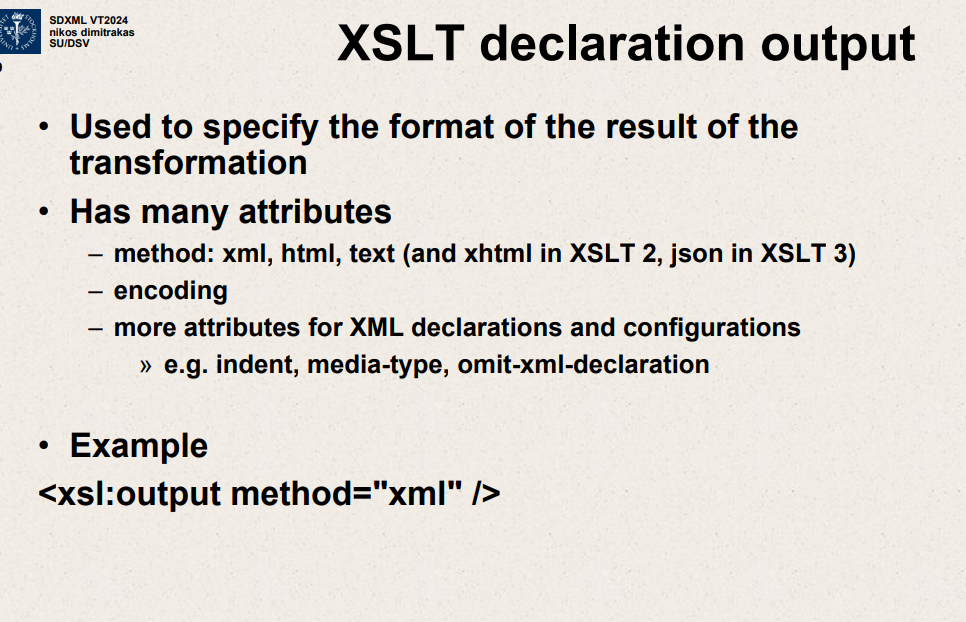 SDXML VT2024
nikos dimitrakas
SU/DSV
XSLT declaration output
• Used to specify the format of the result of the
transformation
• Has many attributes
– method: xml, html, text (and xhtml in XSLT 2, json in XSLT 3)
– encoding
– more attributes for XML declarations and configurations
» e.g. indent, media-type, omit-xml-declaration
• Example
<xsl:output method="xml" />